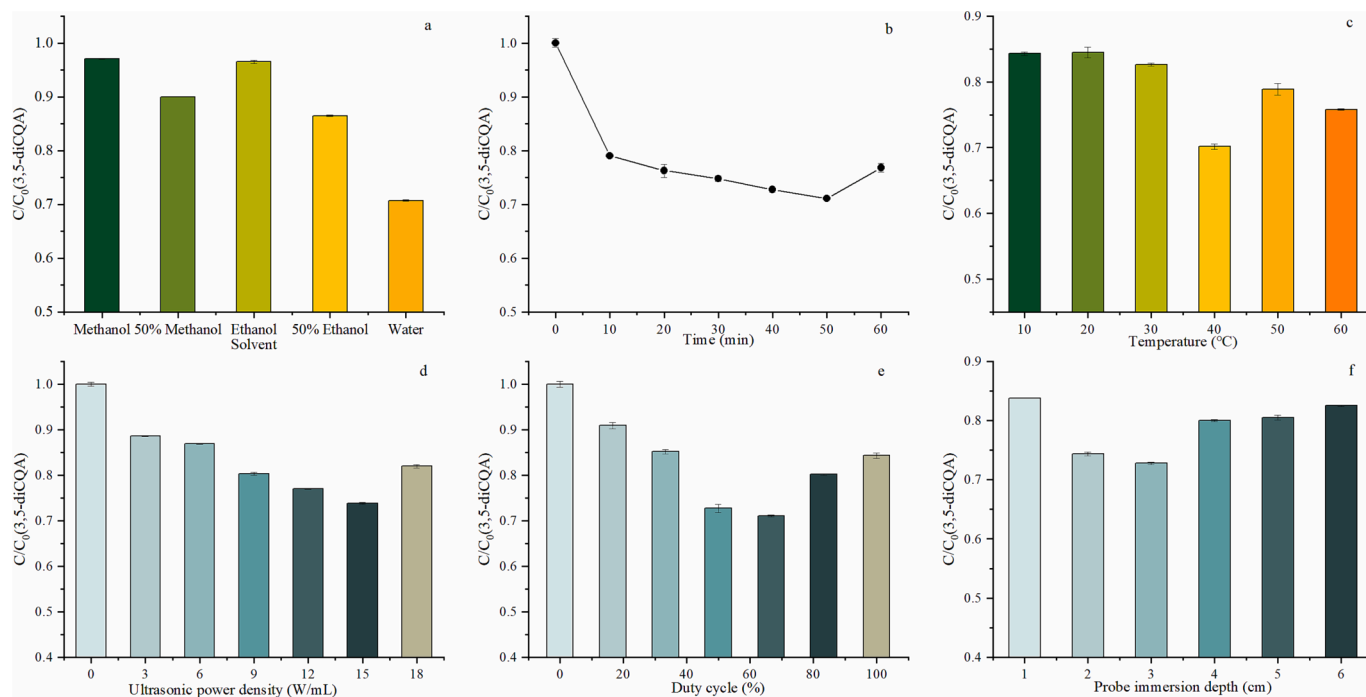 a
C/C₀(3,5-diCQA)
1.0
0.9
0.8
0.7
0.6
0.5
Methanol 50% Methanol Ethanol 50% Ethanol Water
Solvent
b
C/C₀(3,5-diCQA)
1.0
0.9
0.8
0.7
0.6
0.5
0 10 20 30 40 50 60
Time (min)
c
C/C₀(3,5-diCQA)
0.9
0.8
0.7
0.6
0.5
10 20 30 40 50 60
Temperature (℃)
d
C/C₀(3,5-diCQA)
1.0
0.9
0.8
0.7
0.6
0.5
0.4
0 3 6 9 12 15 18
Ultrasonic power density (W/mL)
e
C/C₀(3,5-diCQA)
1.0
0.9
0.8
0.7
0.6
0.5
0.4
0 20 40 60 80 100
Duty cycle (%)
f
C/C₀(3,5-diCQA)
0.9
0.8
0.7
0.6
0.5
0.4
1 2 3 4 5 6
Probe immersion depth (cm)